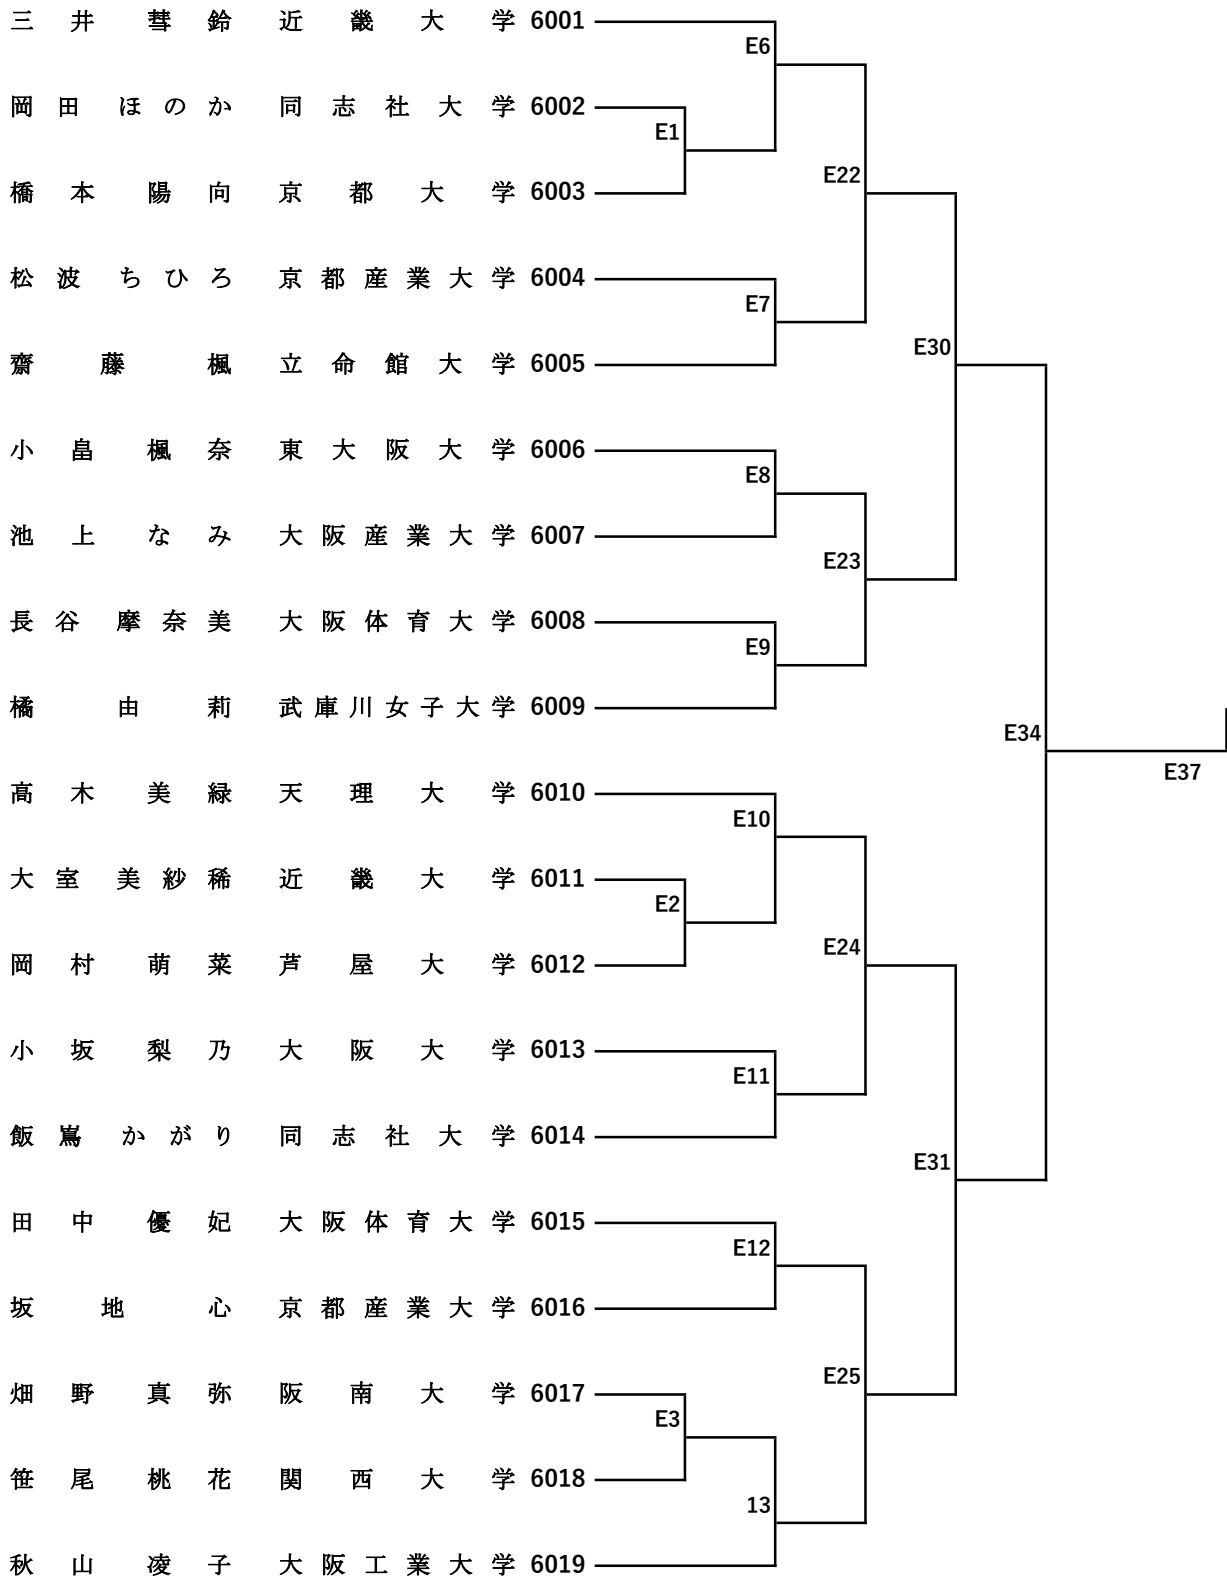 三井 彗鈴 近畿大学 6001
E6
岡田 ほのか 同志社大学 6002
E1
橋本 陽向 京都大学 6003
E22
松波 ちひろ 京都産業大学 6004
E7
齋藤 楓 立命館大学 6005
E30
小畠 楓奈 東大阪大学 6006
E8
池上 なみ 大阪産業大学 6007
E23
長谷 摩奈美 大阪体育大学 6008
E9
橘 由莉 武庫川女子大学 6009
E34
E37
高木 美緑 天理大学 6010
E10
大室 美紗稀 近畿大学 6011
E2
岡村 萌菜 芦屋大学 6012
E24
小坂 梨乃 大阪大学 6013
E11
飯嶌 かがり 同志社大学 6014
E31
田中 優妃 大阪体育大学 6015
E12
坂地 心 京都産業大学 6016
E25
畑野 真弥 阪南大学 6017
E3
笹尾 桃花 関西大学 6018
13
秋山 凌子 大阪工業大学 6019